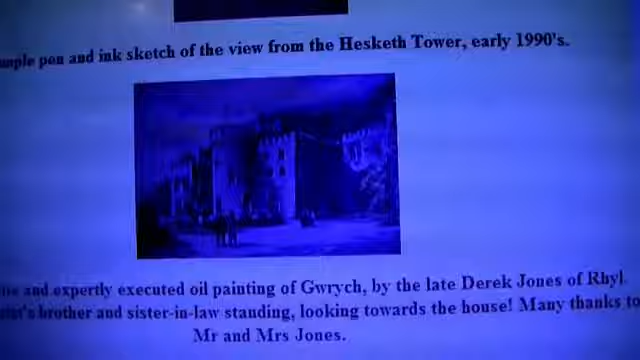 and ink sketch of the view from the Hesketh Tower, early 1990's.
and expertly executed oil painting of Gwrych, by the late Derek Jones of Rhyl.
brother and sister-in-law standing, looking towards the house! Many thanks to
Mr and Mrs Jones.